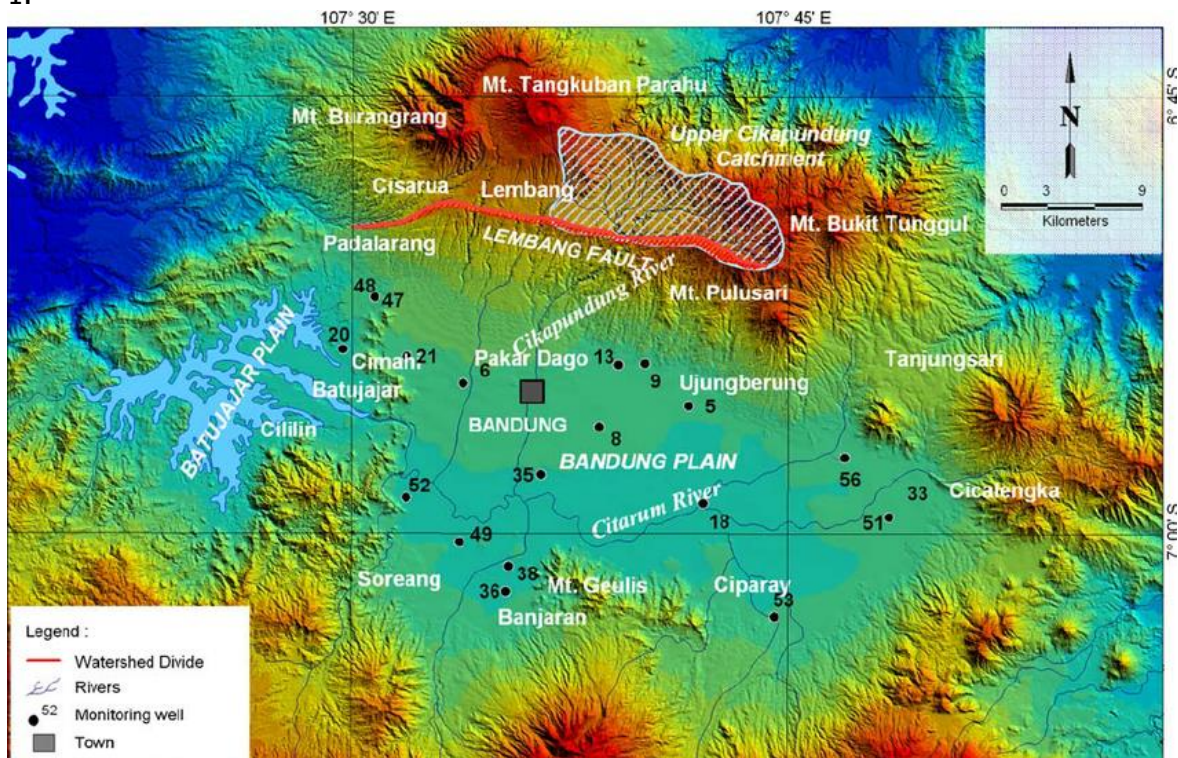 107° 30' E
107° 45' E
6° 45' S
7° 00' S
N
0 3 9
Kilometers
Mt. Tangkuban Parahu
Mt. Burangrang
Upper Cikapundung
Catchment
Cisarua
Lembang
Mt. Bukit Tunggul
Padalarang
LEMBANG FAULT
Cikapundung River
Mt. Pulusari
48
47
20
21
Cimahi
Batujajar
BATUJAJAR PLAIN
Cililin
6
Pakar Dago
13
9
Ujungberung
5
Tanjungsari
BANDUNG
8
BANDUNG PLAIN
35
52
Citarum River
18
56
33
Cicalengka
51
49
Soreang
38
36
Mt. Geulis
Banjaran
Ciparay
53
Legend :
Watershed Divide
Rivers
52
Monitoring well
Town